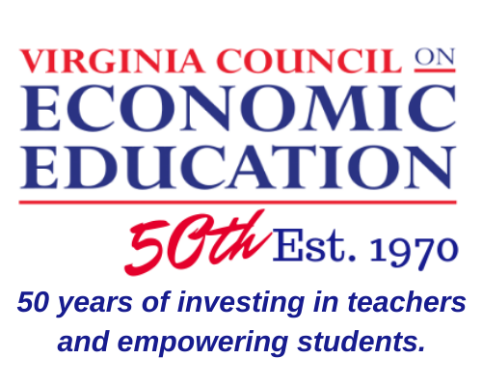 VIRGINIA COUNCIL ON
ECONOMIC
EDUCATION
50th Est. 1970
50 years of investing in teachers
and empowering students.